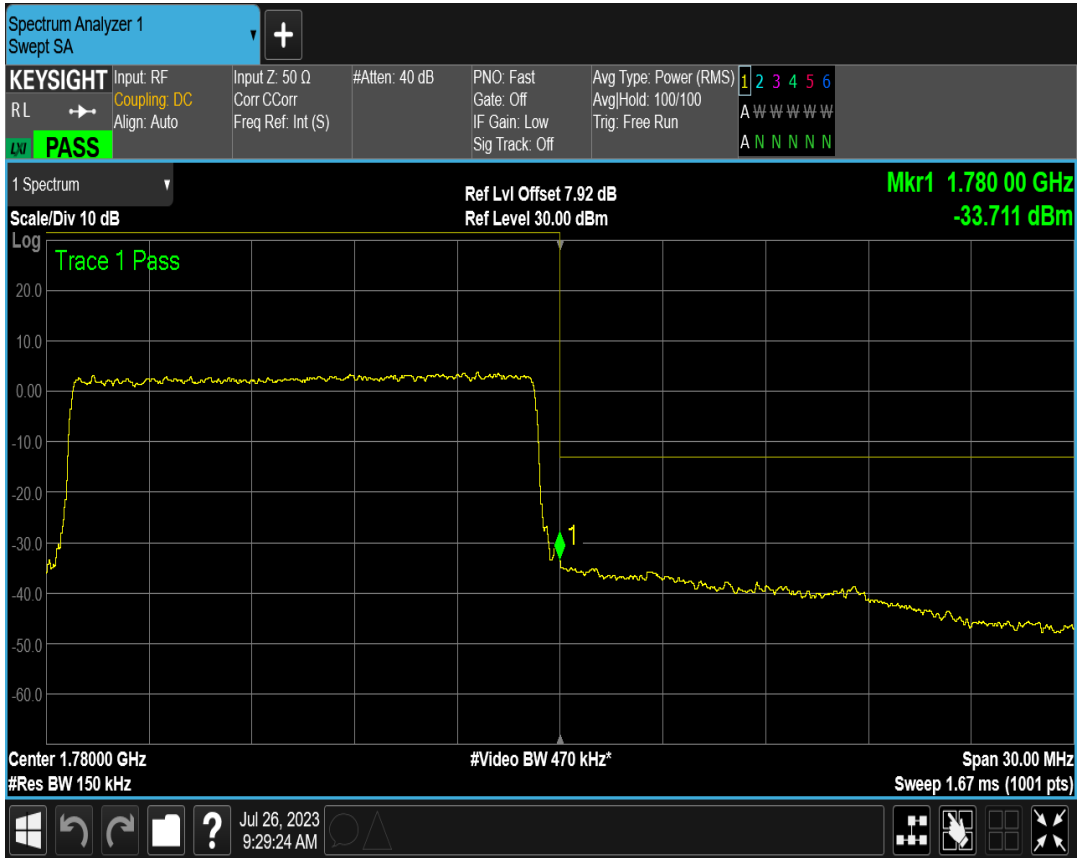 Spectrum Analyzer 1
Swept SA
+
KEYSIGHT
RL
LXI PASS
Input: RF
Coupling: DC
Align: Auto
Input Z: 50 Ω
Corr CCorr
Freq Ref: Int (S)
#Atten: 40 dB
PNO: Fast
Gate: Off
IF Gain: Low
Sig Track: Off
Avg Type: Power (RMS)
Avg|Hold: 100/100
Trig: Free Run
1 2 3 4 5 6
A W W W W W
A N N N N N
1 Spectrum
Scale/Div 10 dB
Ref Lvl Offset 7.92 dB
Ref Level 30.00 dBm
Mkr1 1.780 00 GHz
-33.711 dBm
Log
Trace 1 Pass
20.0
10.0
0.00
-10.0
-20.0
-30.0
-40.0
-50.0
-60.0
1
Center 1.78000 GHz
#Res BW 150 kHz
#Video BW 470 kHz*
Span 30.00 MHz
Sweep 1.67 ms (1001 pts)
?
Jul 26, 2023
9:29:24 AM